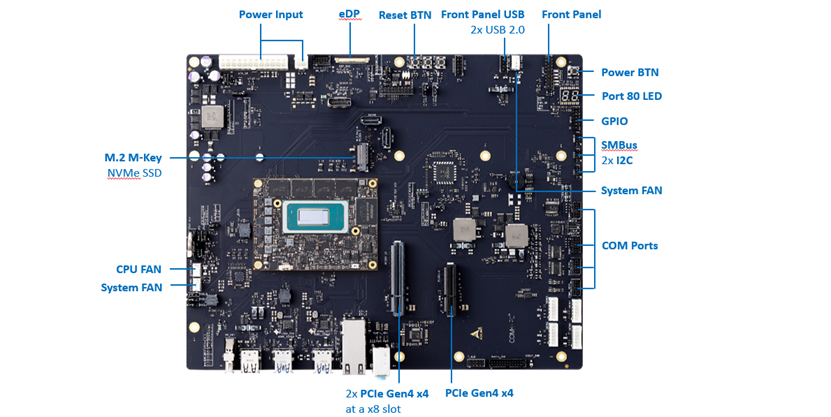 Power Input
eDP
Reset BTN
Front Panel USB
2x USB 2.0
Front Panel
Power BTN
Port 80 LED
GPIO
SMBus
2x I2C
M.2 M-Key
NVMe SSD
System FAN
COM Ports
CPU FAN
System FAN
2x PCIe Gen4 x4
at a x8 slot
PCIe Gen4 x4